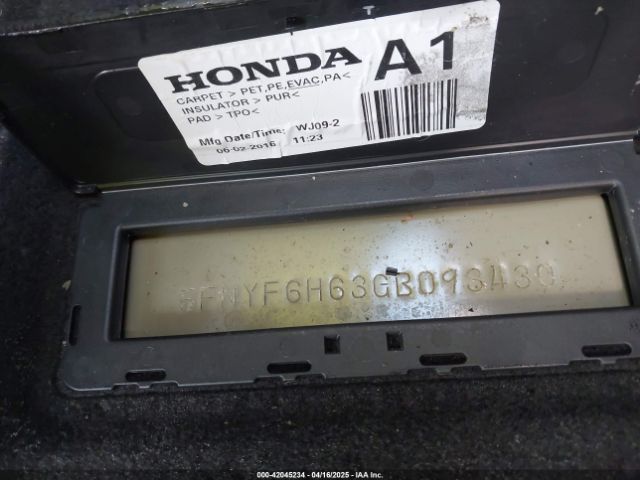 HONDA A1
CARPET > PET,PE,EVAC,PA<
INSULATOR > PUR<
PAD > TPO<
Mfg Date/Time: WJ09-2
06-02-2016 11:23
5FNYF6H63GB093430
000-42045234 - 04/16/2025 - IAAI, Inc.